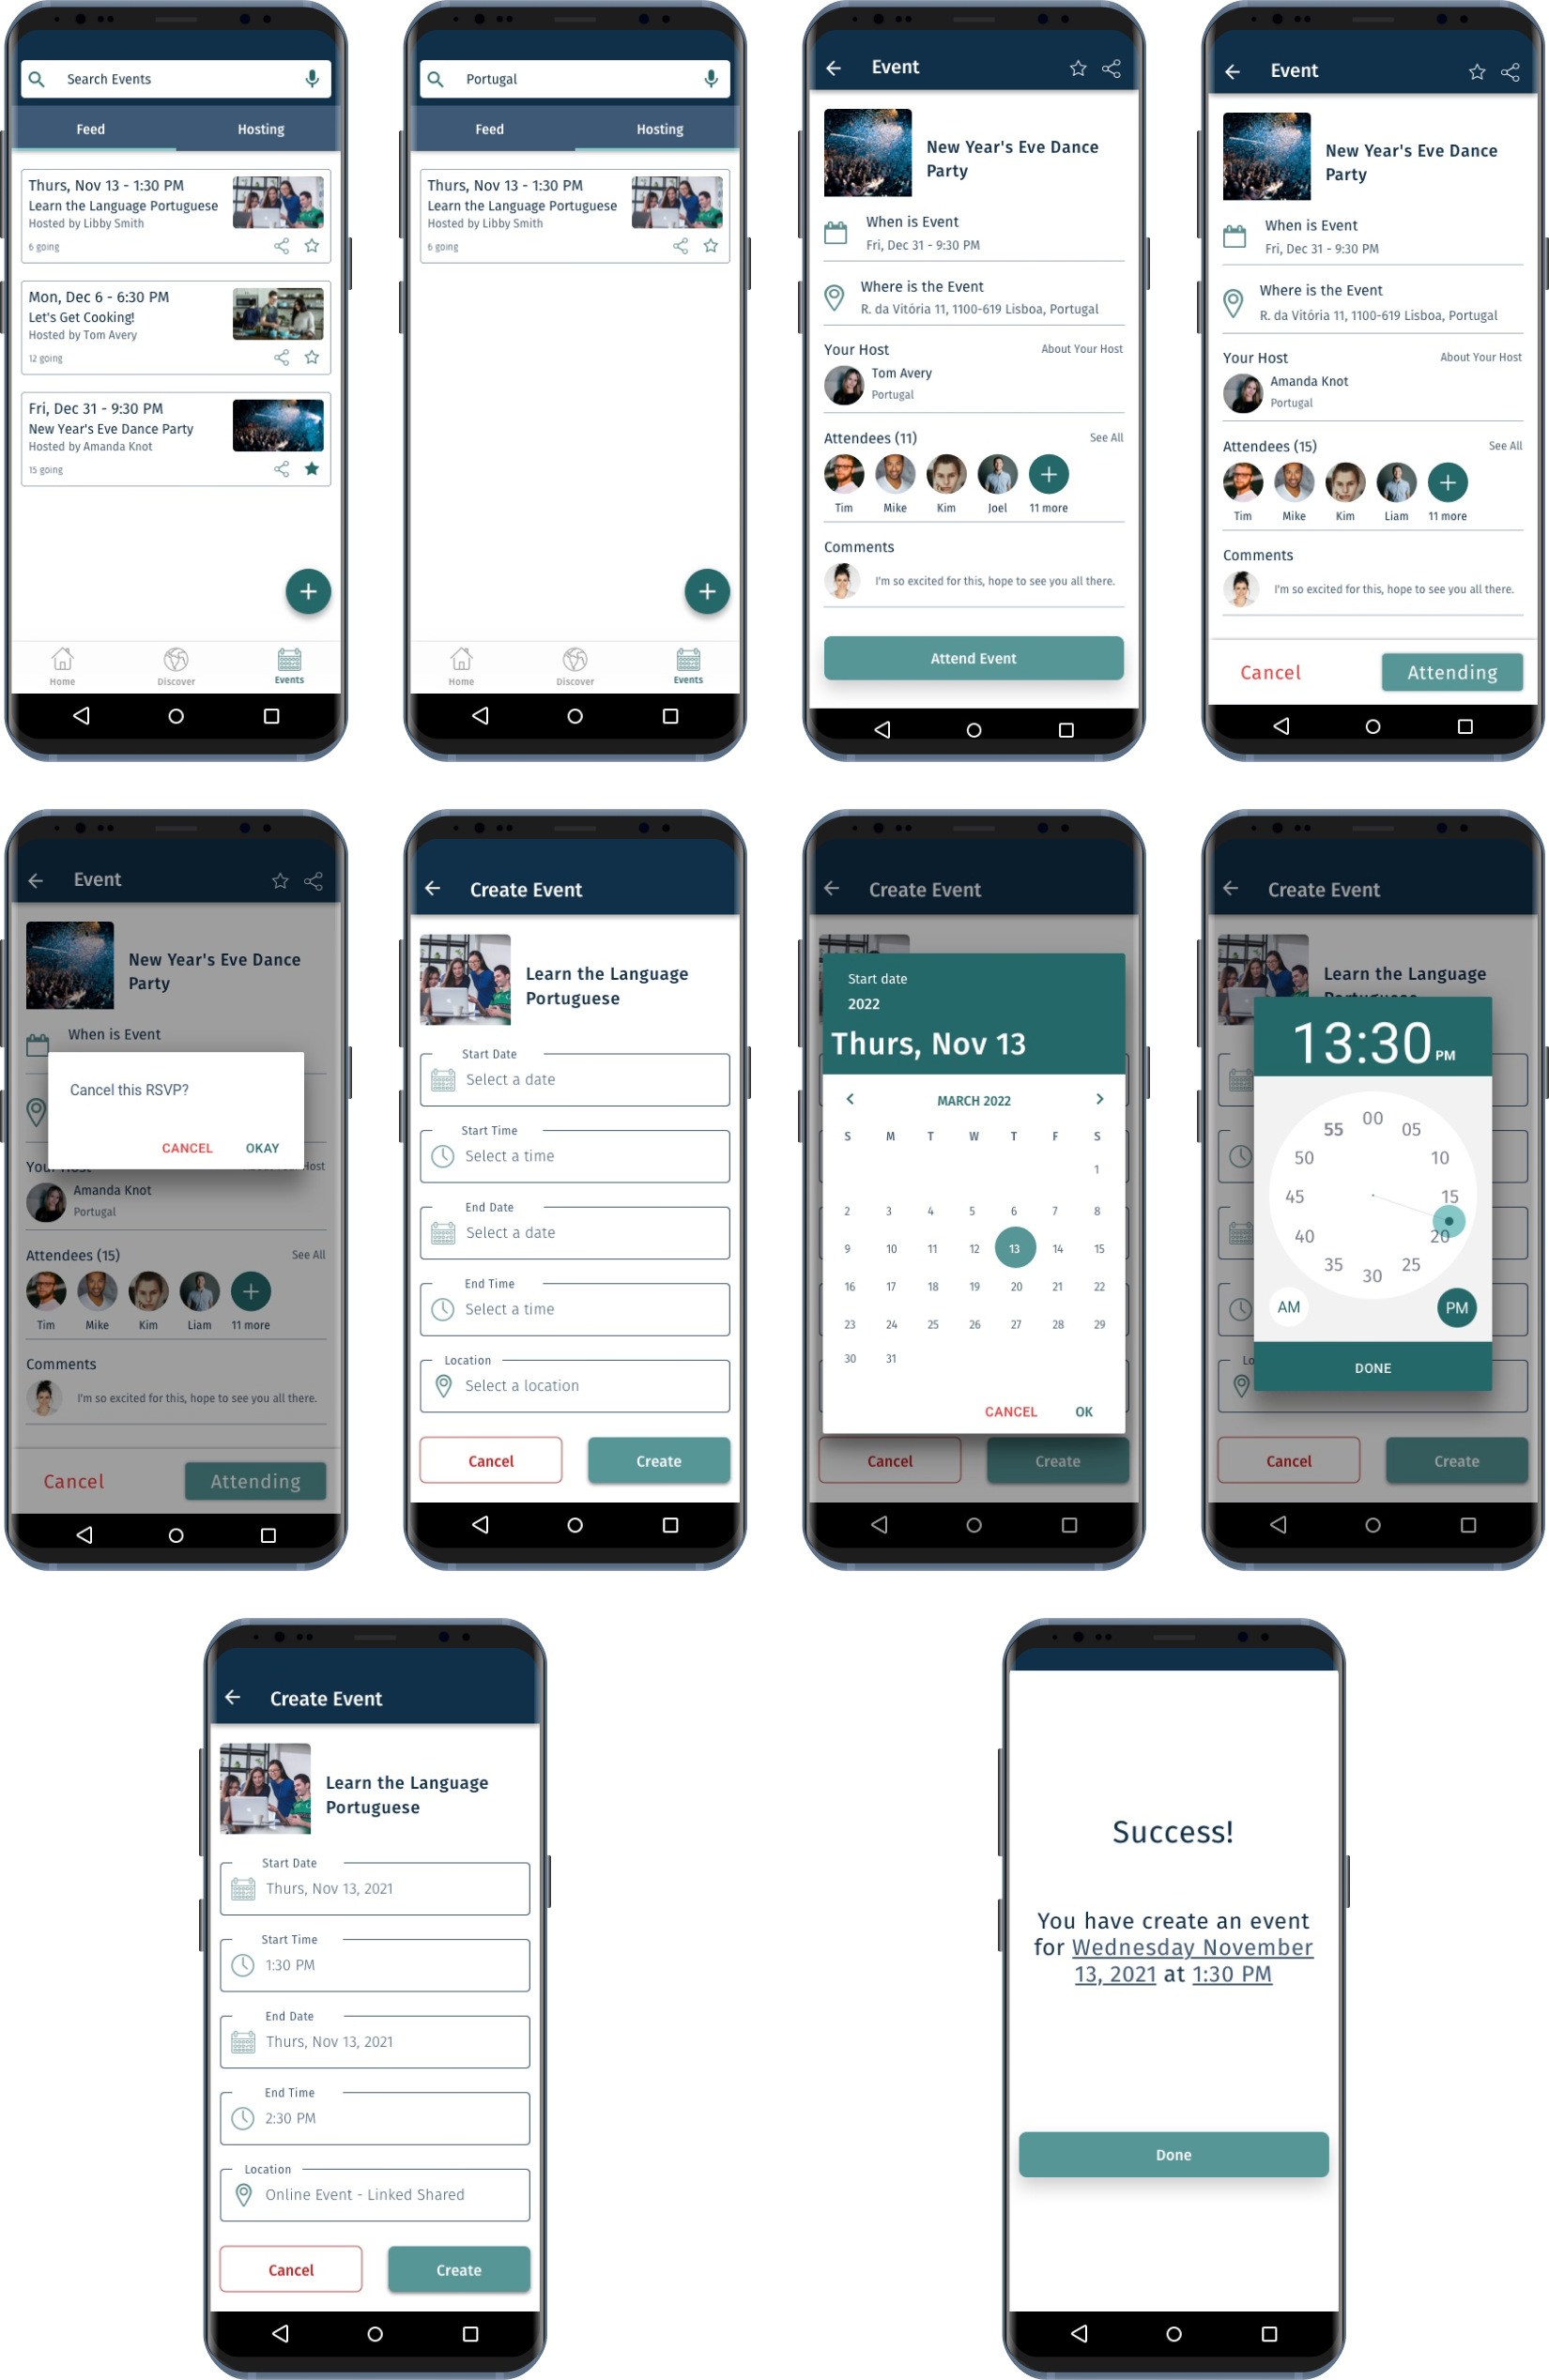 Search Events
Feed Hosting
Thurs, Nov 13 - 1:30 PM
Learn the Language Portuguese
Hosted by Libby Smith
6 going
Mon, Dec 6 - 6:30 PM
Let's Get Cooking!
Hosted by Tom Avery
12 going
Fri, Dec 31 - 9:30 PM
New Year's Eve Dance Party
Hosted by Amanda Knot
15 going
Home Discover Events
Portugal
Feed Hosting
Thurs, Nov 13 - 1:30 PM
Learn the Language Portuguese
Hosted by Libby Smith
6 going
Home Discover Events
Event
New Year's Eve Dance
Party
When is Event
Fri, Dec 31 - 9:30 PM
Where is the Event
R. da Vitória 11, 1100-619 Lisboa, Portugal
Your Host About Your Host
Tom Avery
Portugal
Attendees (11) See All
Tim Mike Kim Joel 11 more
Comments
I'm so excited for this, hope to see you all there.
Attend Event
Event
New Year's Eve Dance
Party
When is Event
Fri, Dec 31 - 9:30 PM
Where is the Event
R. da Vitória 11, 1100-619 Lisboa, Portugal
Your Host About Your Host
Amanda Knot
Portugal
Attendees (15) See All
Tim Mike Kim Liam 11 more
Comments
I'm so excited for this, hope to see you all there.
Cancel Attending
Event
New Year's Eve Dance
Party
When is Event
Cancel this RSVP?
CANCEL OKAY
Your Host Host
Amanda Knot
Portugal
Attendees (15) See All
Tim Mike Kim Liam 11 more
Comments
I'm so excited for this, hope to see you all there.
Cancel Attending
Create Event
Learn the Language
Portuguese
Start Date
Select a date
Start Time
Select a time
End Date
Select a date
End Time
Select a time
Location
Select a location
Cancel Create
Create Event
Start date
2022
Thurs, Nov 13
MARCH 2022
S M T W T F S
1
2 3 4 5 6 7 8
9 10 11 12 13 14 15
16 17 18 19 20 21 22
23 24 25 26 27 28 29
30 31
CANCEL OK
Cancel Create
Create Event
Learn the Language
Portuguese
13:30 PM
00
55 05
50 10
45 15
40 20
35 25
30
AM PM
Lo
DONE
Cancel Create
Create Event
Learn the Language
Portuguese
Start Date
Thurs, Nov 13, 2021
Start Time
1:30 PM
End Date
Thurs, Nov 13, 2021
End Time
2:30 PM
Location
Online Event - Linked Shared
Cancel Create
Success!
You have create an event
for Wednesday November
13, 2021 at 1:30 PM
Done